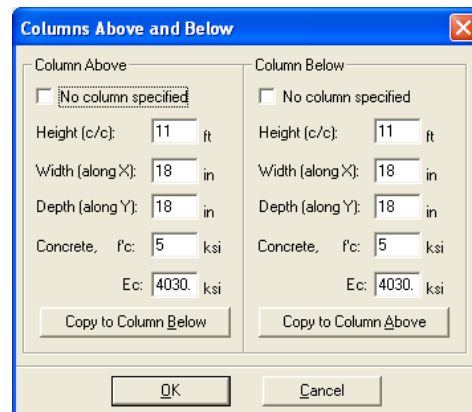 Columns Above and Below
Column Above
No column specified
Height (c/c): 11 ft
Width (along X): 18 in
Depth (along Y): 18 in
Concrete, f'c: 5 ksi
Ec: 4030. ksi
Copy to Column Below
Column Below
No column specified
Height (c/c): 11 ft
Width (along X): 18 in
Depth (along Y): 18 in
Concrete, f'c: 5 ksi
Ec: 4030. ksi
Copy to Column Above
OK
Cancel